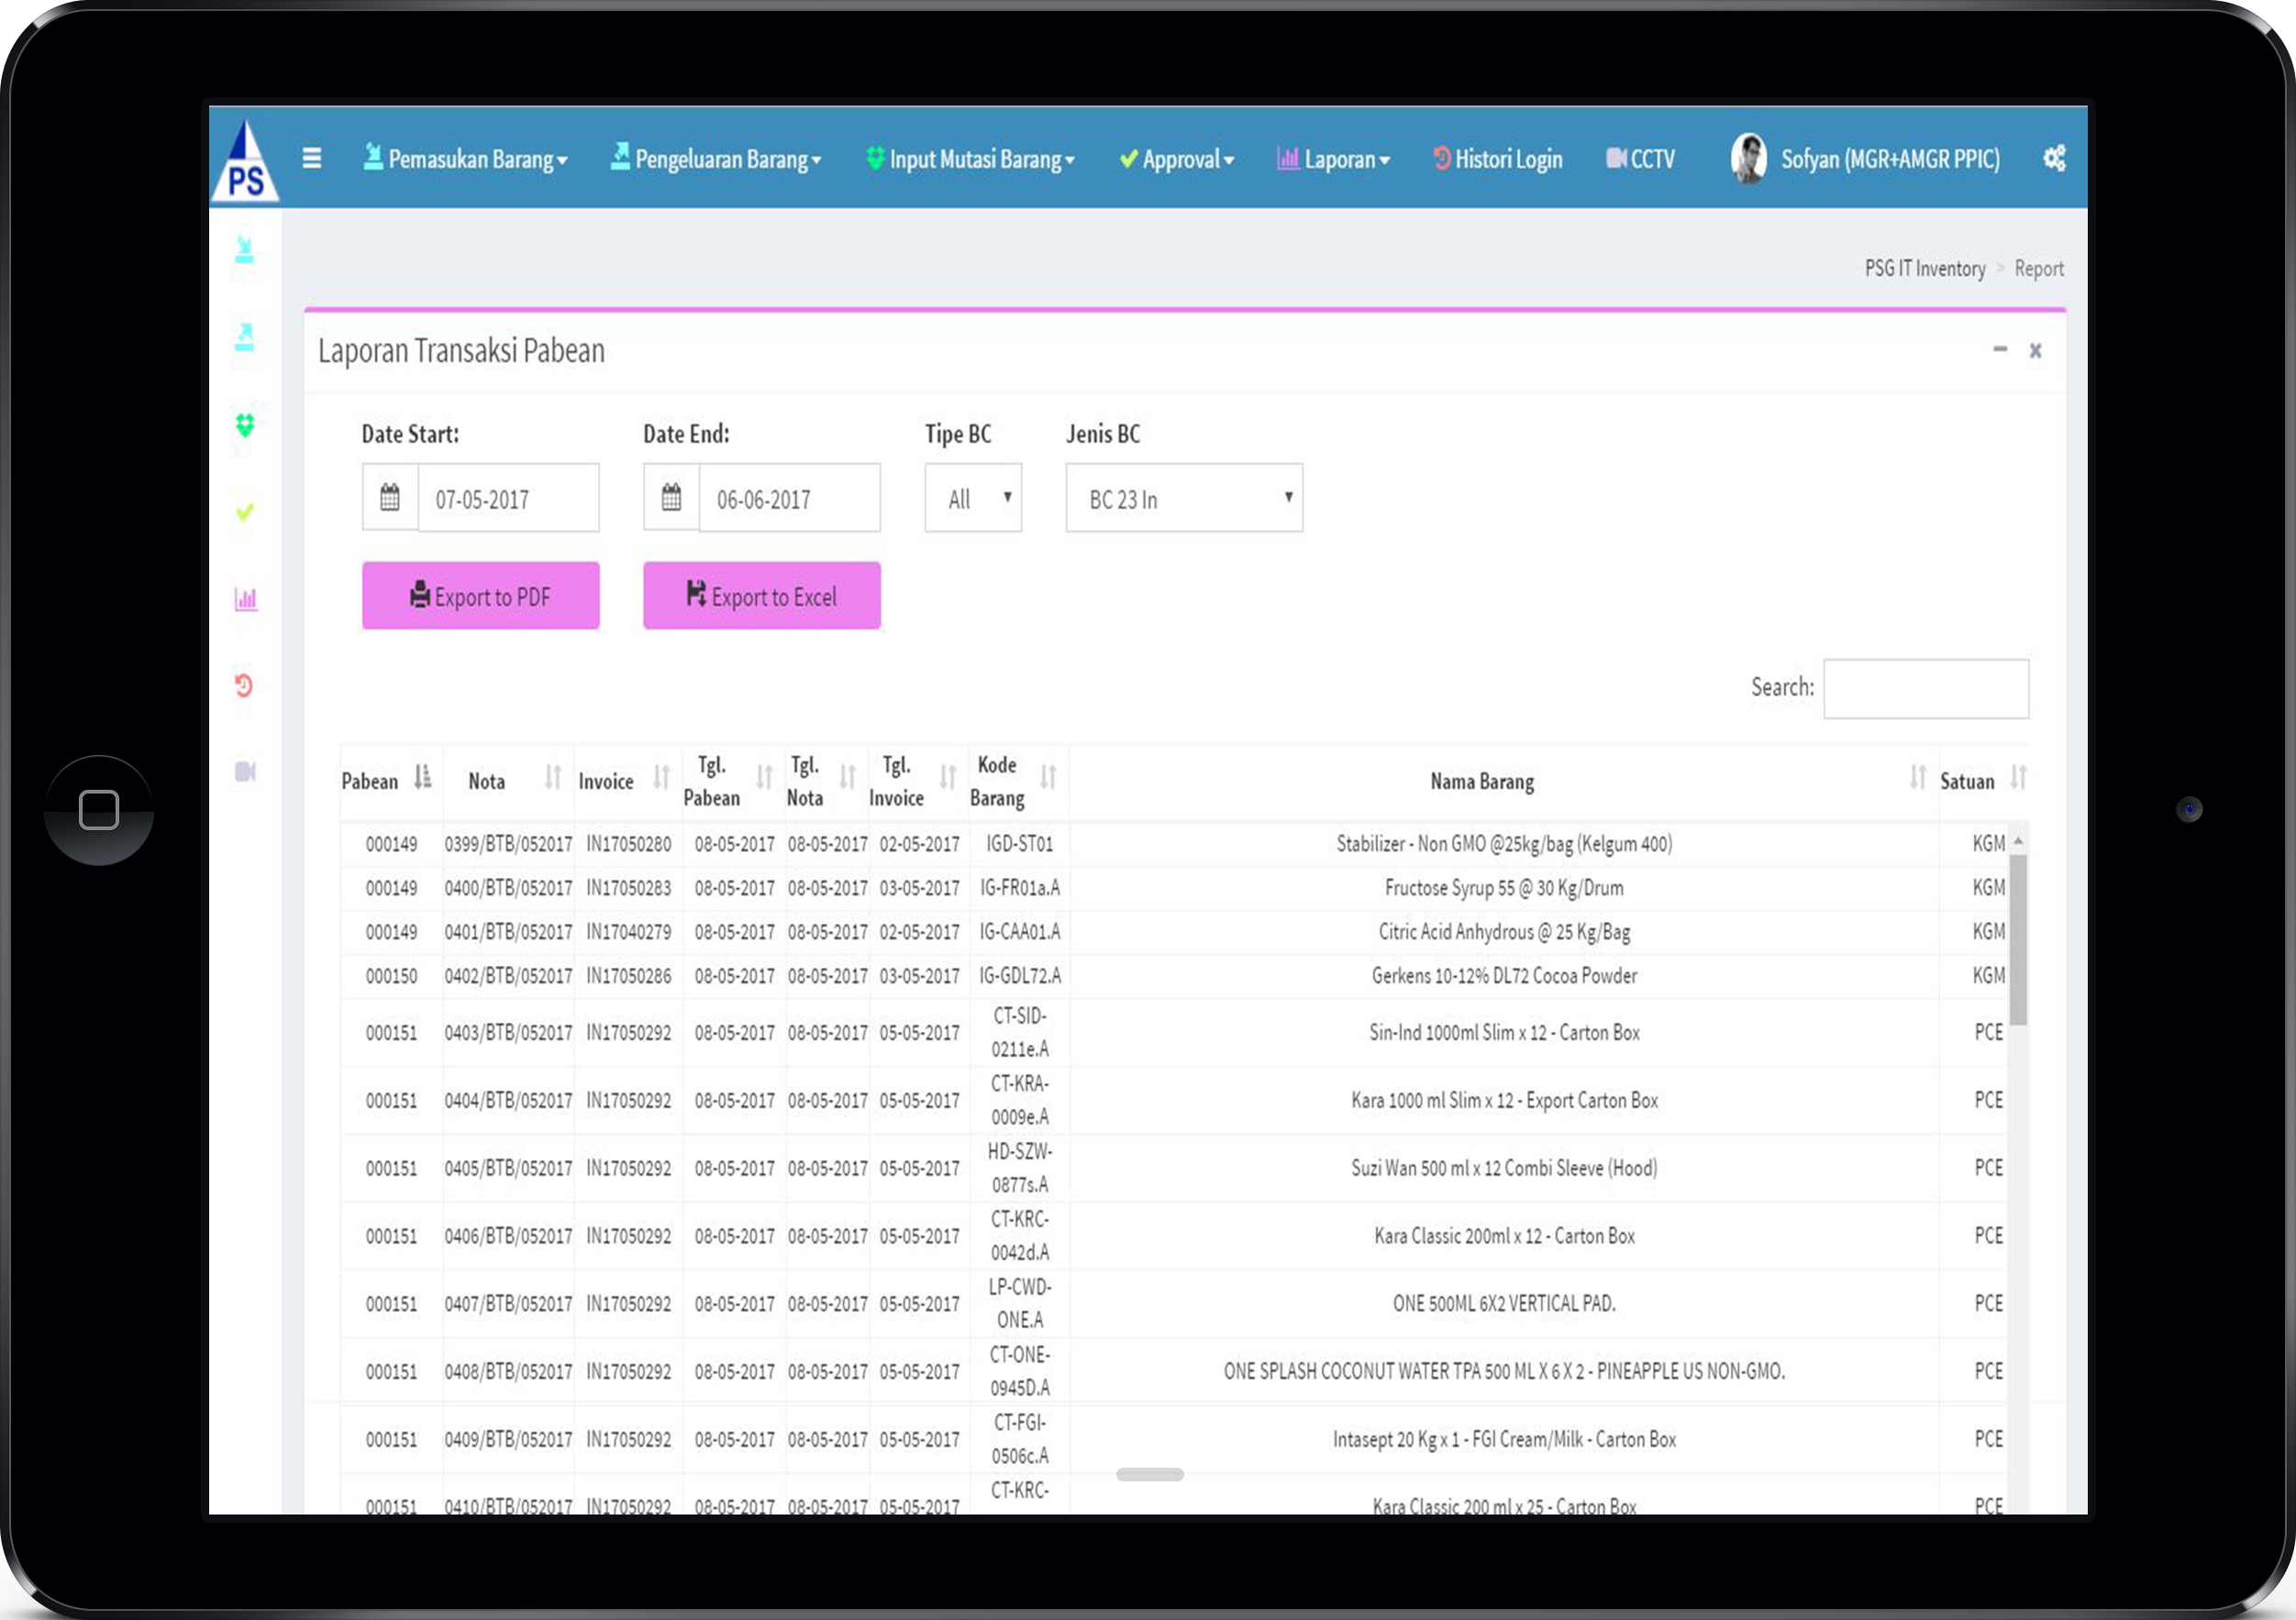 PS
Pemasukan Barang Pengeluaran Barang Input Mutasi Barang Approval Laporan Histori Login CCTV Sofyan (MGR+AMGR PPIC)
PSG IT Inventory > Report
Laporan Transaksi Pabean
Date Start: Date End: Tipe BC Jenis BC
07-05-2017 06-06-2017 All BC 23 In
Export to PDF Export to Excel
Search:
Pabean Nota Invoice Tgl. Pabean Tgl. Nota Tgl. Invoice Kode Barang Nama Barang Satuan
000149 0399/BTB/052017 IN17050280 08-05-2017 08-05-2017 02-05-2017 IGD-ST01 Stabilizer - Non GMO @25kg/bag (Kelgum 400) KGM
000149 0400/BTB/052017 IN17050283 08-05-2017 08-05-2017 03-05-2017 IG-FR01a.A Fructose Syrup 55 @ 30 Kg/Drum KGM
000149 0401/BTB/052017 IN17040279 08-05-2017 08-05-2017 02-05-2017 IG-CAA01.A Citric Acid Anhydrous @ 25 Kg/Bag KGM
000150 0402/BTB/052017 IN17050286 08-05-2017 08-05-2017 03-05-2017 IG-GDL72.A Gerkens 10-12% DL72 Cocoa Powder KGM
000151 0403/BTB/052017 IN17050292 08-05-2017 08-05-2017 05-05-2017 CT-SID-0211e.A Sin-Ind 1000ml Slim x 12 - Carton Box PCE
000151 0404/BTB/052017 IN17050292 08-05-2017 08-05-2017 05-05-2017 CT-KRA-0009e.A Kara 1000 ml Slim x 12 - Export Carton Box PCE
000151 0405/BTB/052017 IN17050292 08-05-2017 08-05-2017 05-05-2017 HD-SZW-0877s.A Suzi Wan 500 ml x 12 Combi Sleeve (Hood) PCE
000151 0406/BTB/052017 IN17050292 08-05-2017 08-05-2017 05-05-2017 CT-KRC-0042d.A Kara Classic 200ml x 12 - Carton Box PCE
000151 0407/BTB/052017 IN17050292 08-05-2017 08-05-2017 05-05-2017 LP-CWD-ONE.A ONE 500ML 6X2 VERTICAL PAD. PCE
000151 0408/BTB/052017 IN17050292 08-05-2017 08-05-2017 05-05-2017 CT-ONE-0945D.A ONE SPLASH COCONUT WATER TPA 500 ML X 6 X 2 - PINEAPPLE US NON-GMO. PCE
000151 0409/BTB/052017 IN17050292 08-05-2017 08-05-2017 05-05-2017 CT-FGI-0506c.A Intasept 20 Kg x 1 - FGI Cream/Milk - Carton Box PCE
000151 0410/BTB/052017 IN17050292 08-05-2017 08-05-2017 05-05-2017 CT-KRC- Kara Classic 200 ml x 25 - Carton Box PCE